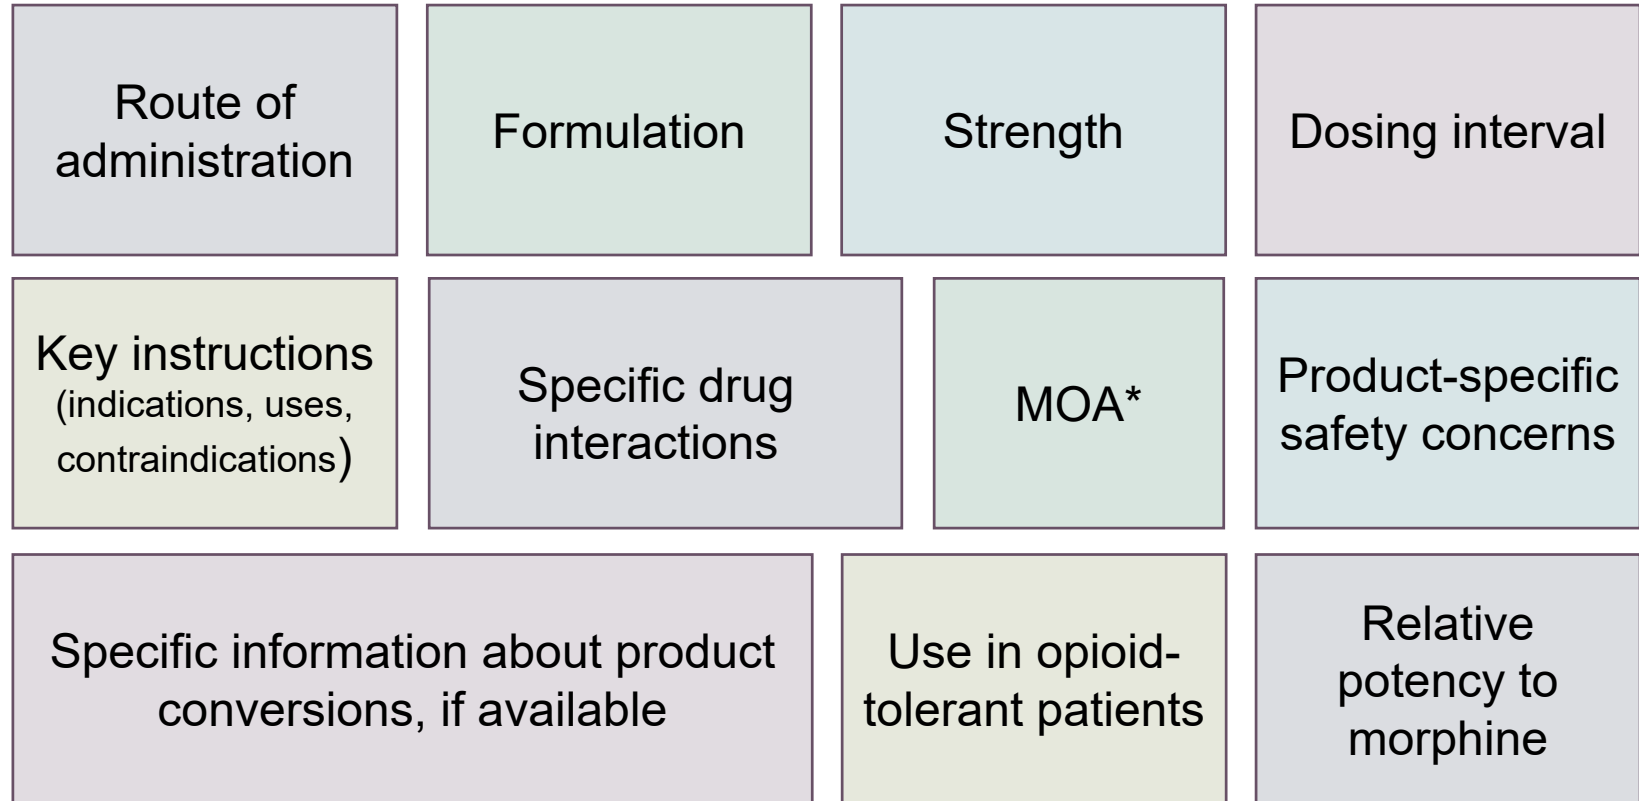 Route of
administration
Formulation
Strength
Dosing interval
Key instructions
(indications, uses,
contraindications)
Specific drug
interactions
MOA*
Product-specific
safety concerns
Specific information about product
conversions, if available
Use in opioid-
tolerant patients
Relative
potency to
morphine